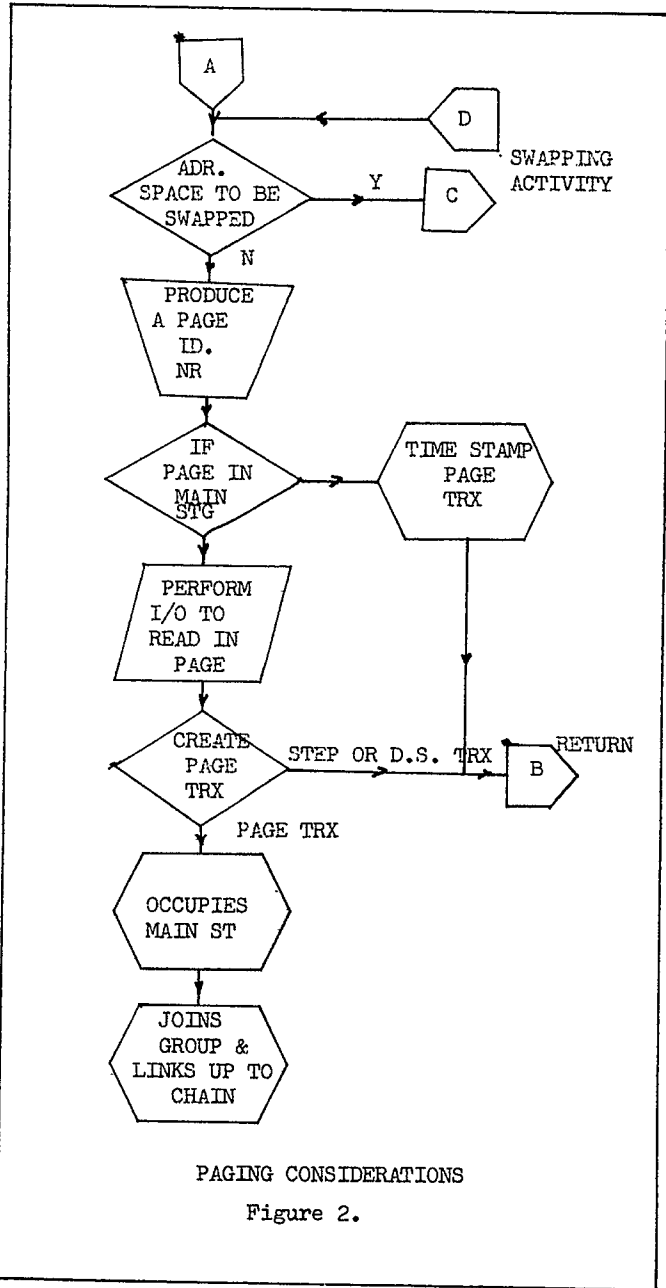 A
D
SWAPPING
ACTIVITY
ADR.
SPACE TO BE
SWAPPED
Y
C
N
PRODUCE
A PAGE
ID.
NR
IF
PAGE IN
MAIN
STG
TIME STAMP
PAGE
TRX
PERFORM
I/O TO
READ IN
PAGE
CREATE
PAGE
TRX
STEP OR D.S. TRX
B
RETURN
PAGE TRX
OCCUPIES
MAIN ST
JOINS
GROUP &
LINKS UP TO
CHAIN
PAGING CONSIDERATIONS
Figure 2.